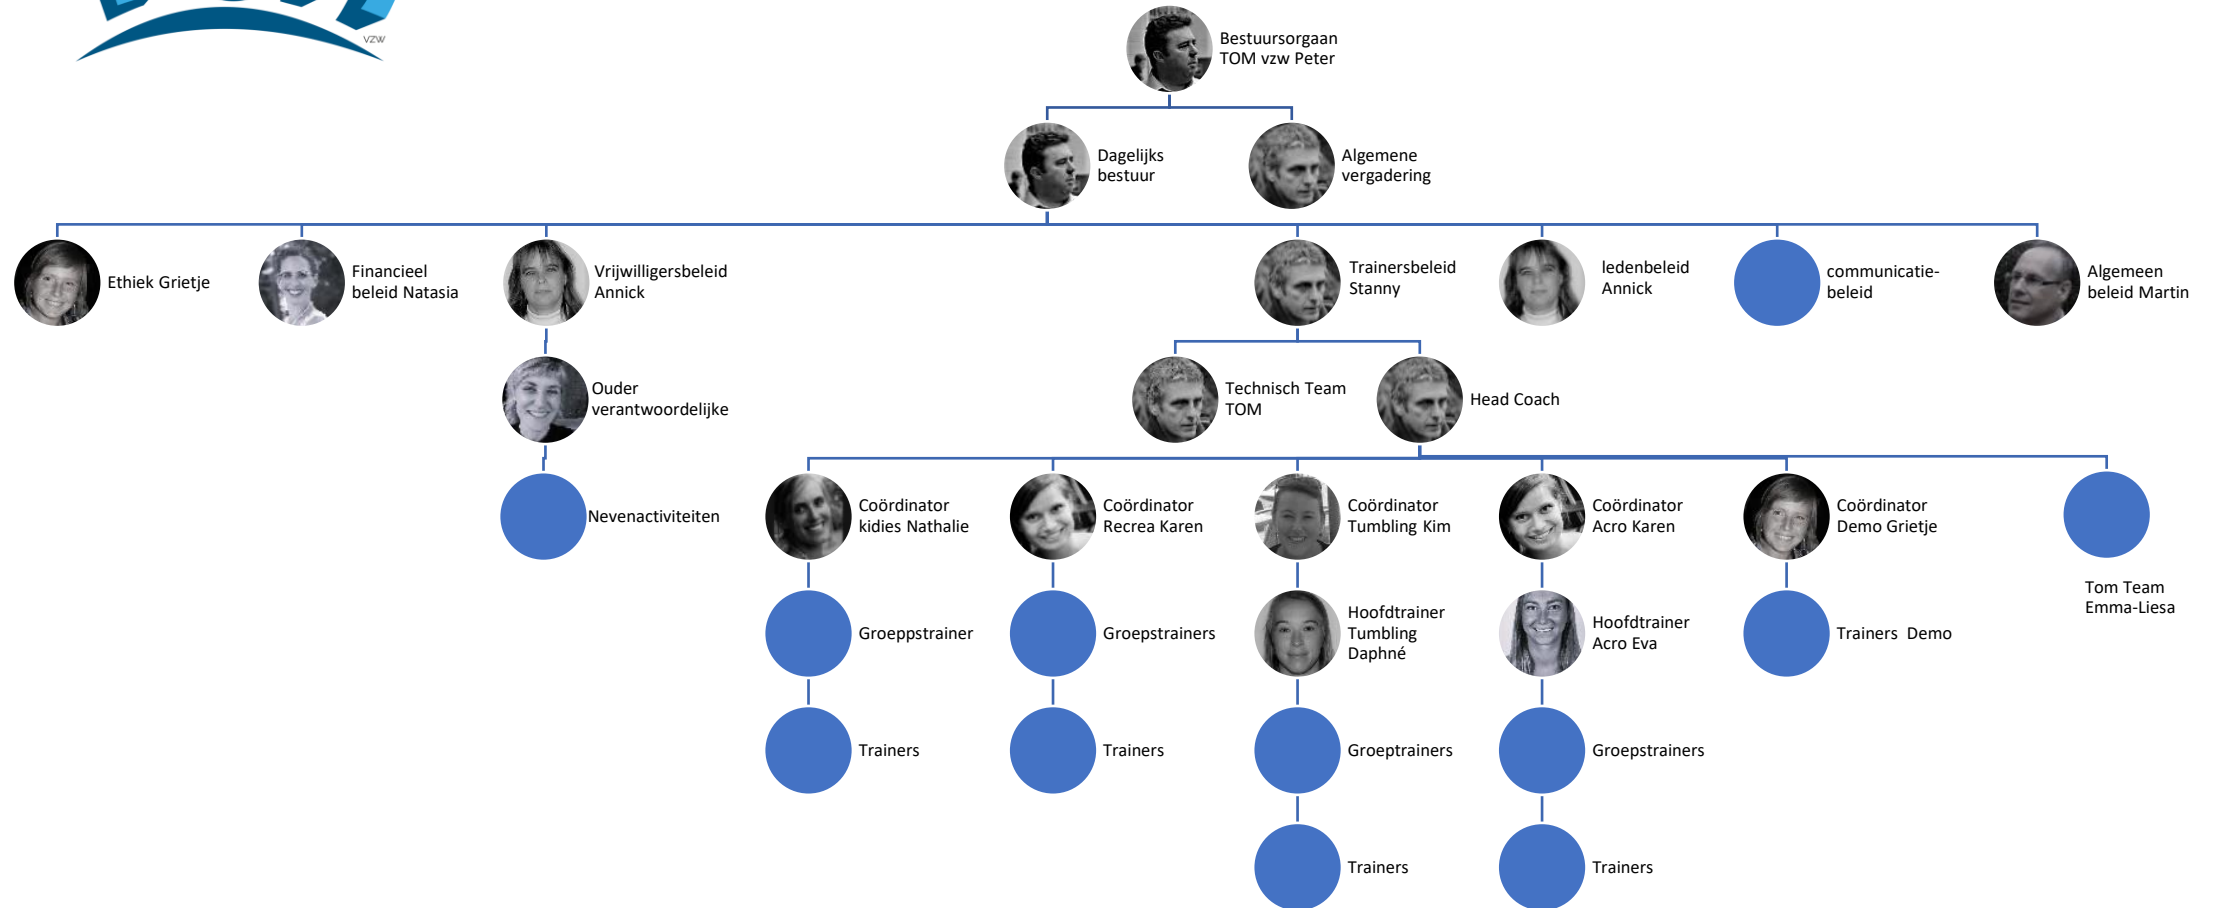 VZW
Bestuursorgaan
TOM vzw Peter
Dagelijks
bestuur
Algemene
vergadering
Ethiek Grietje
Financieel
beleid Natasia
Vrijwilligersbeleid
Annick
Trainersbeleid
Stanny
ledenbeleid
Annick
communicatie-
beleid
Algemeen
beleid Martin
Ouder
verantwoordelijke
Technisch Team
TOM
Head Coach
Nevenactiviteiten
Coördinator
kidies Nathalie
Coördinator
Recrea Karen
Coördinator
Tumbling Kim
Coördinator
Acro Karen
Coördinator
Demo Grietje
Tom Team
Emma-Liesa
Groeppstrainer
Groepstrainers
Hoofdtrainer
Tumbling
Daphné
Hoofdtrainer
Acro Eva
Trainers  Demo
Trainers
Trainers
Groeptrainers
Groepstrainers
Trainers
Trainers